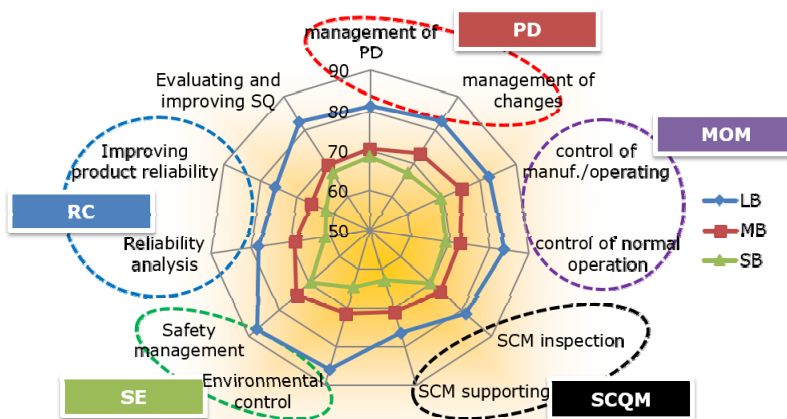 management of
PD
PD
90
Evaluating and
improving SQ
management of
changes
80
MOM
70
Improving
product reliability
control of
manuf./operating
60
RC
LB
MB
SB
50
Reliability
analysis
control of normal
operation
Safety
management
SCM inspection
Environmental
control
SCM supporting
SE
SCQM